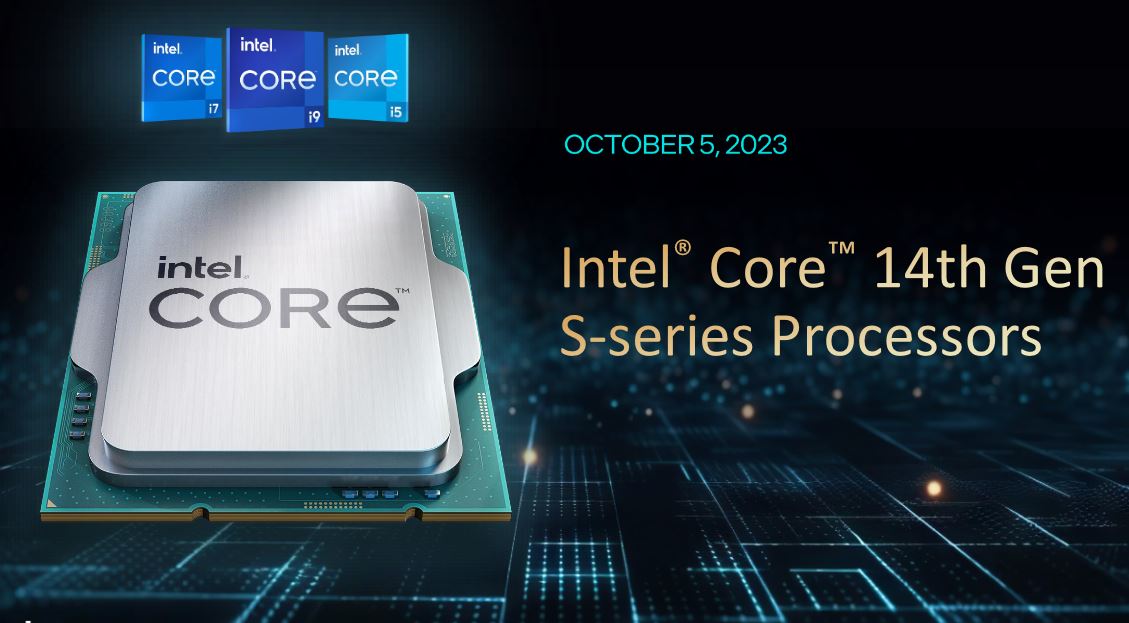 intel.
CORE
i7
intel.
CORE
i9
intel.
CORE
i5
OCTOBER 5, 2023
intel.
CORE™
Intel® Core™ 14th Gen
S-series Processors